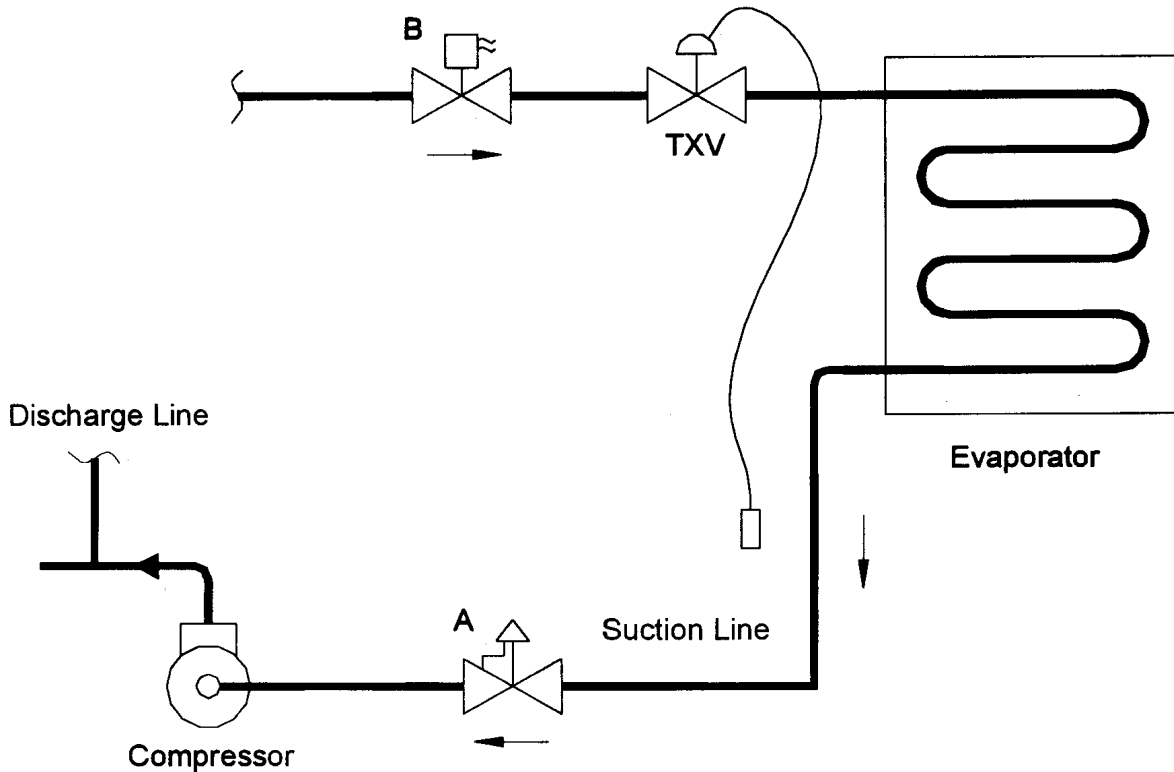 B
TXV
Discharge Line
Evaporator
A
Suction Line
Compressor